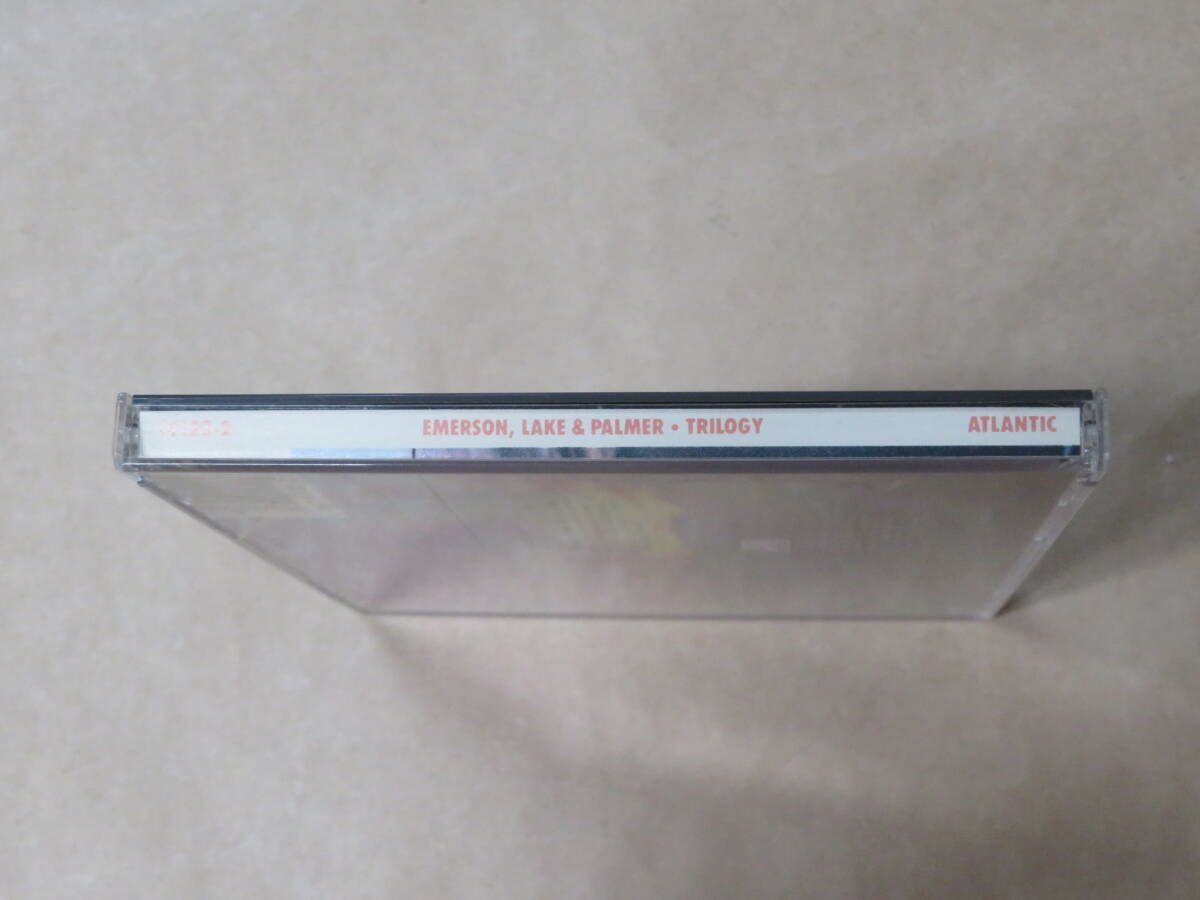 EMERSON, LAKE & PALMER • TRILOGY
ATLANTIC